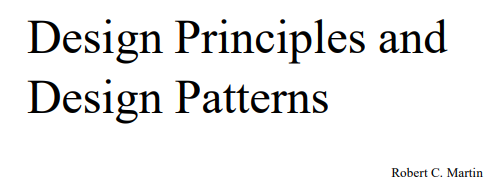 Design Principles and
Design Patterns
Robert C. Martin